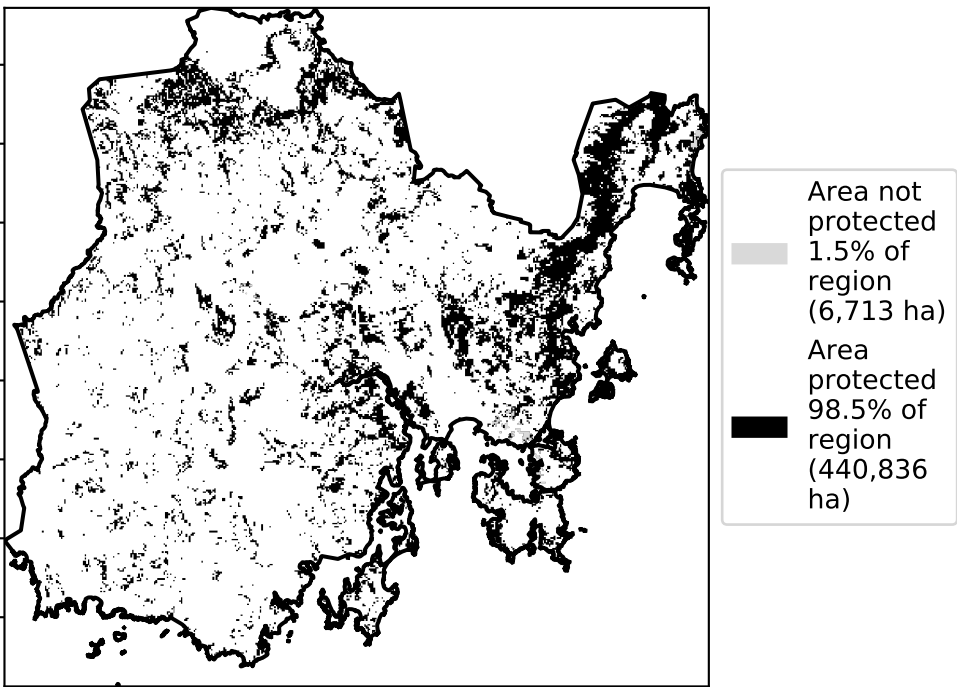 Area not
protected
1.5% of
region
(6,713 ha)
Area
protected
98.5% of
region
(440,836
ha)